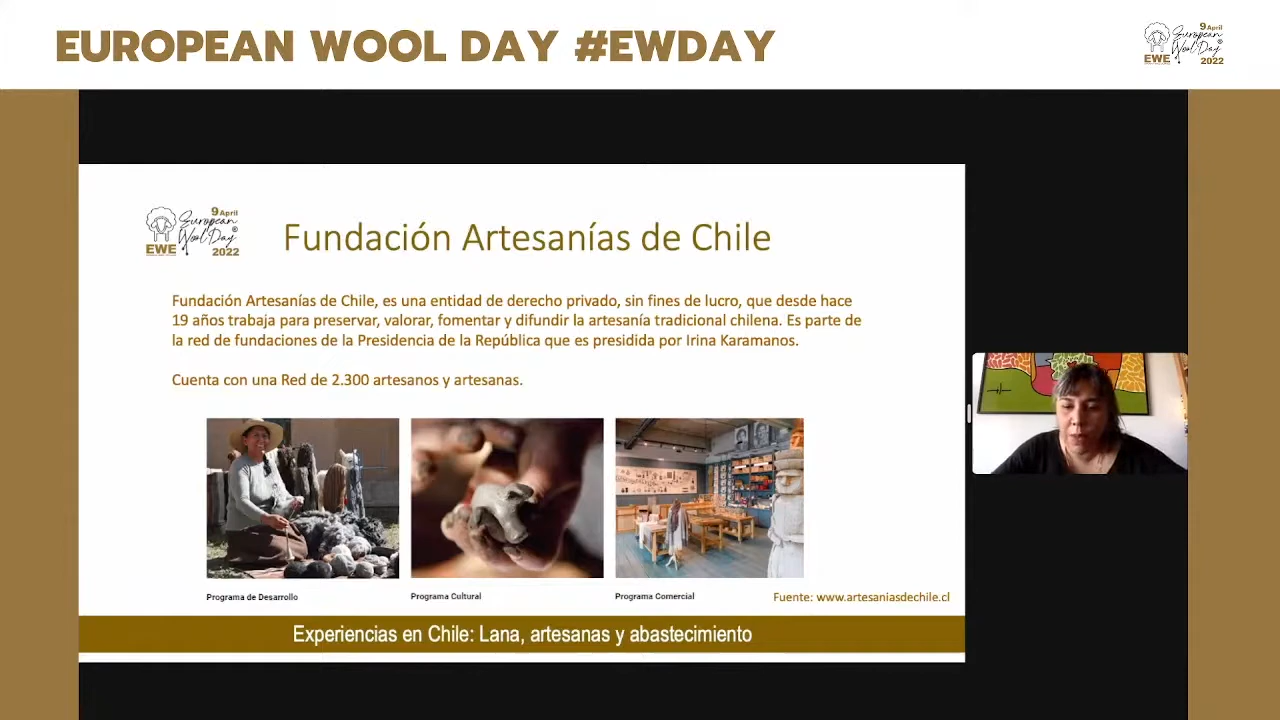 EUROPEAN WOOL DAY #EWDAY
9 April
European
Wool Day®
EWE
2022
9 April
European
Wool Day®
EWE
2022
Fundación Artesanías de Chile
Fundación Artesanías de Chile, es una entidad de derecho privado, sin fines de lucro, que desde hace
19 años trabaja para preservar, valorar, fomentar y difundir la artesanía tradicional chilena. Es parte de
la red de fundaciones de la Presidencia de la República que es presidida por Irina Karamanos.
Cuenta con una Red de 2.300 artesanos y artesanas.
Programa de Desarrollo
Programa Cultural
Programa Comercial
Fuente: www.artesaniasdechile.cl
Experiencias en Chile: Lana, artesanas y abastecimiento